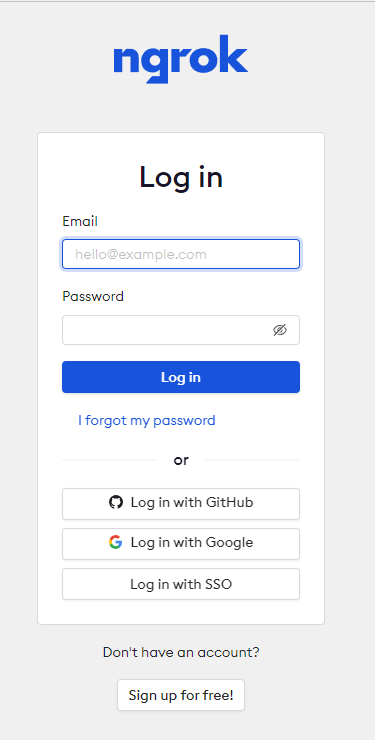 ngrok
Log in
Email
hello@example.com
Password
Log in
I forgot my password
or
Log in with GitHub
Log in with Google
Log in with SSO
Don't have an account?
Sign up for free!